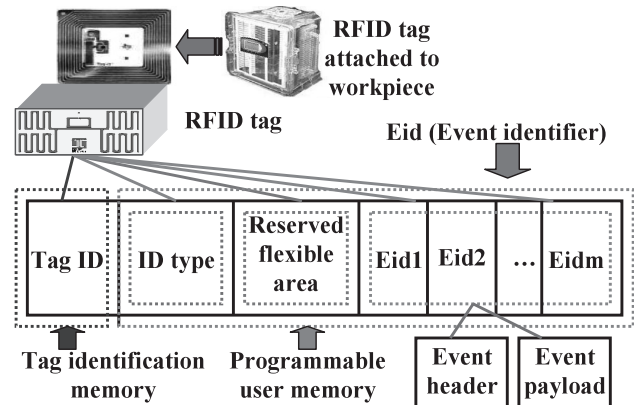 RFID tag
attached to
workpiece
RFID tag
Eid (Event identifier)
Tag ID
ID type
Reserved
flexible
area
Eid1
Eid2
...
Eidm
Tag identification
memory
Programmable
user memory
Event
header
Event
payload